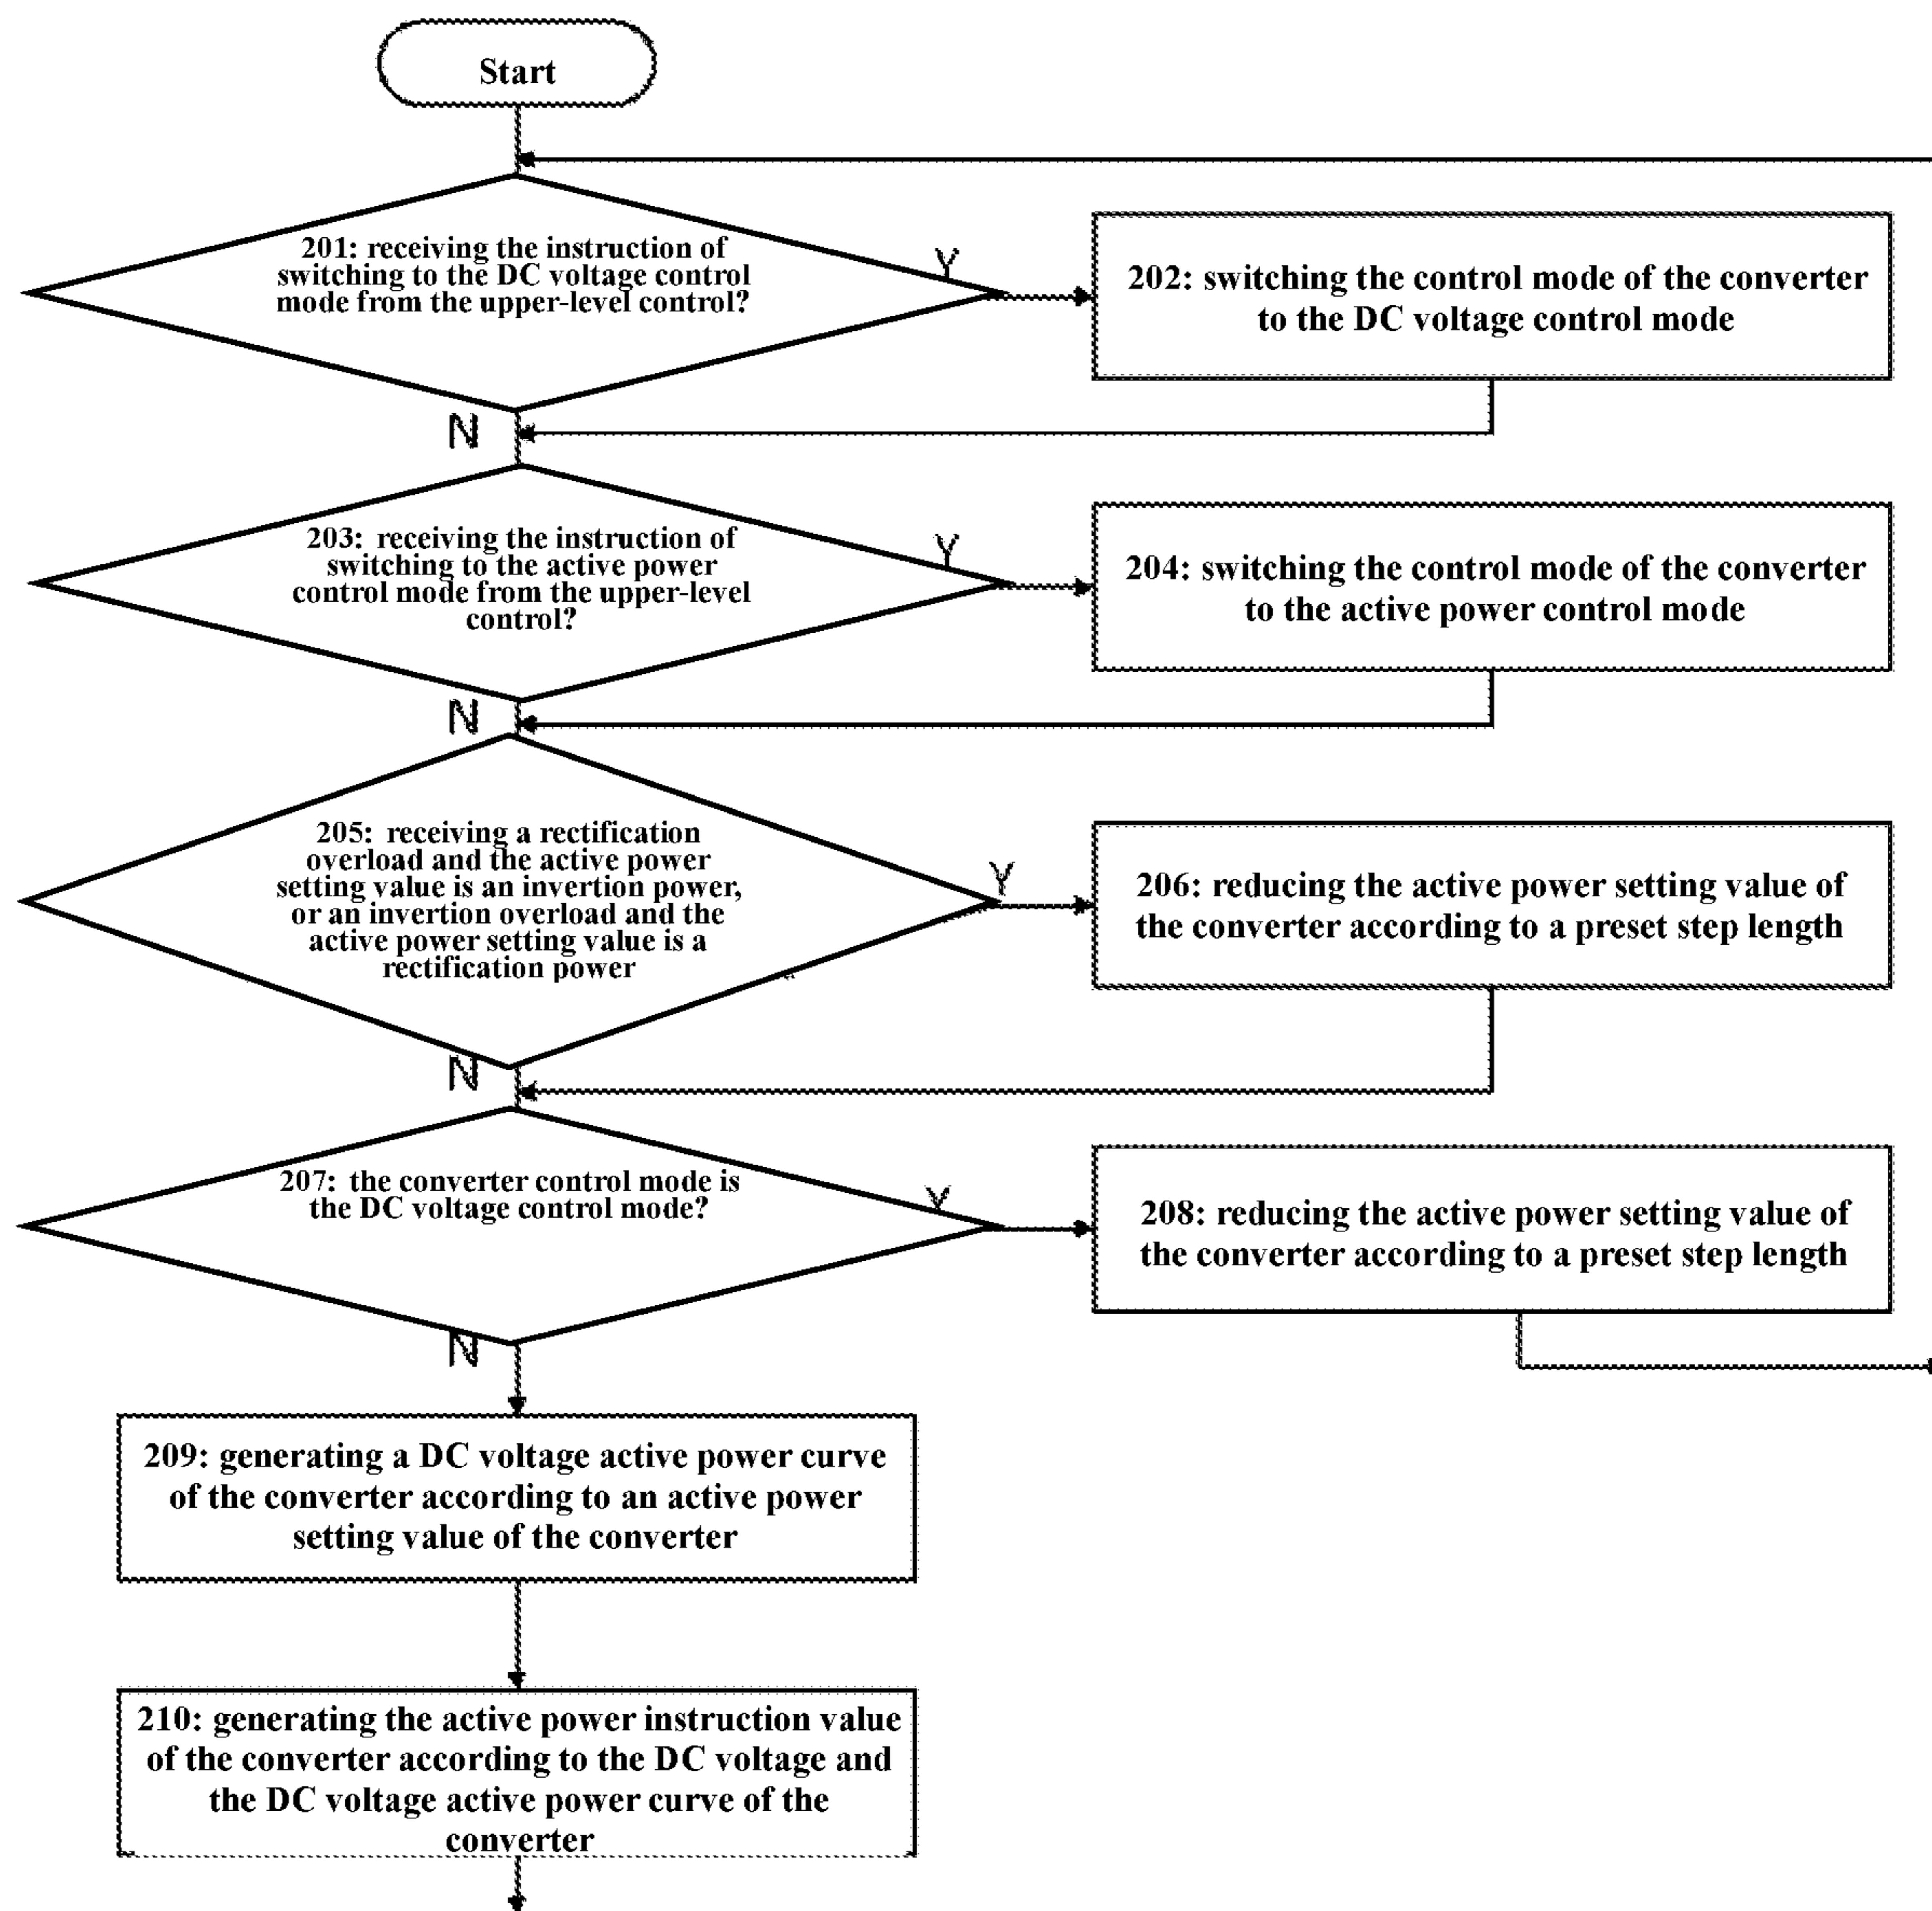 Start
201: receiving the instruction of
switching to the DC voltage control
mode from the upper-level control?
Y
202: switching the control mode of the converter
to the DC voltage control mode
N
203: receiving the instruction of
switching to the active power
control mode from the upper-level
control?
Y
204: switching the control mode of the converter
to the active power control mode
N
205: receiving a rectification
overload and the active power
setting value is an invertion power,
or an invertion overload and the
active power setting value is a
rectification power
Y
206: reducing the active power setting value of
the converter according to a preset step length
N
207: the converter control mode is
the DC voltage control mode?
Y
208: reducing the active power setting value of
the converter according to a preset step length
N
209: generating a DC voltage active power curve
of the converter according to an active power
setting value of the converter
210: generating the active power instruction value
of the converter according to the DC voltage and
the DC voltage active power curve of the
converter